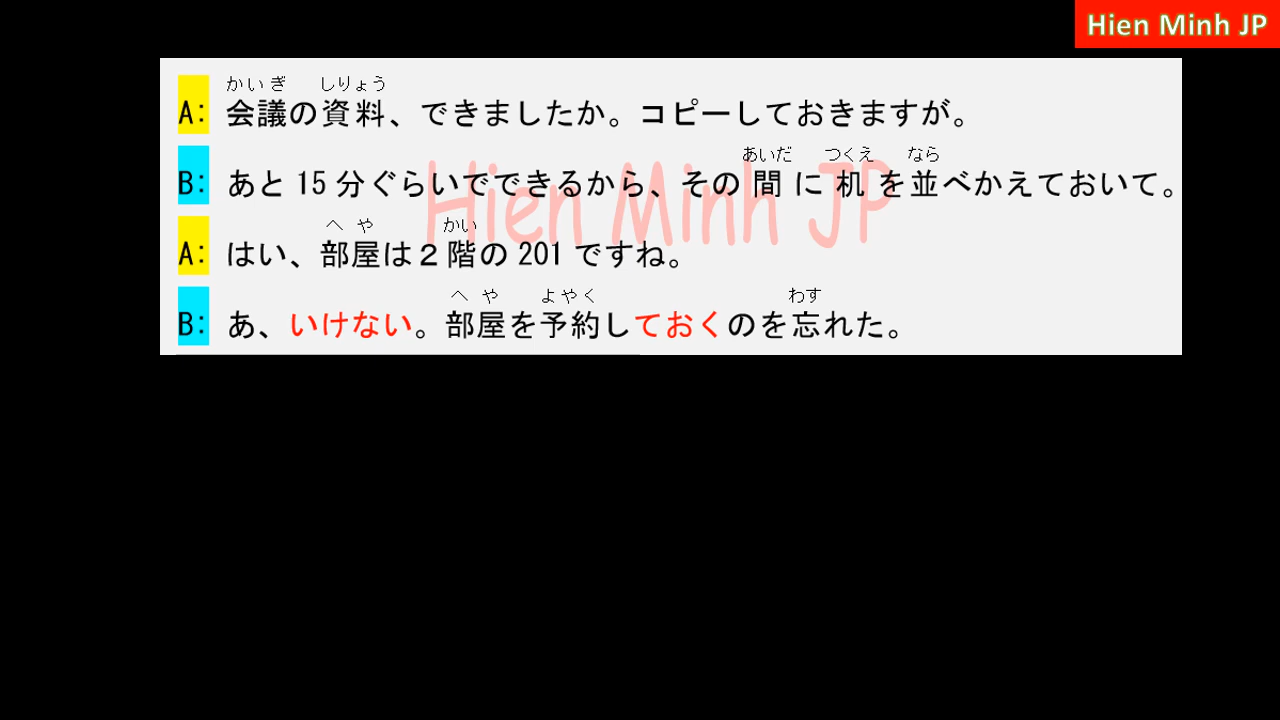 Hien Minh JP
かいぎ しりょう
A: 会議の資料、できましたか。コピーしておきますが。
あいだ つくえ なら
B: あと 15 分ぐらいでできるから、その 間 に 机 を並べかえておいて。
へ や かい
A: はい、部屋は２階の 201 ですね。
へ や よやく わす
B: あ、いけない。部屋を予約しておくのを忘れた。
Hien Minh JP